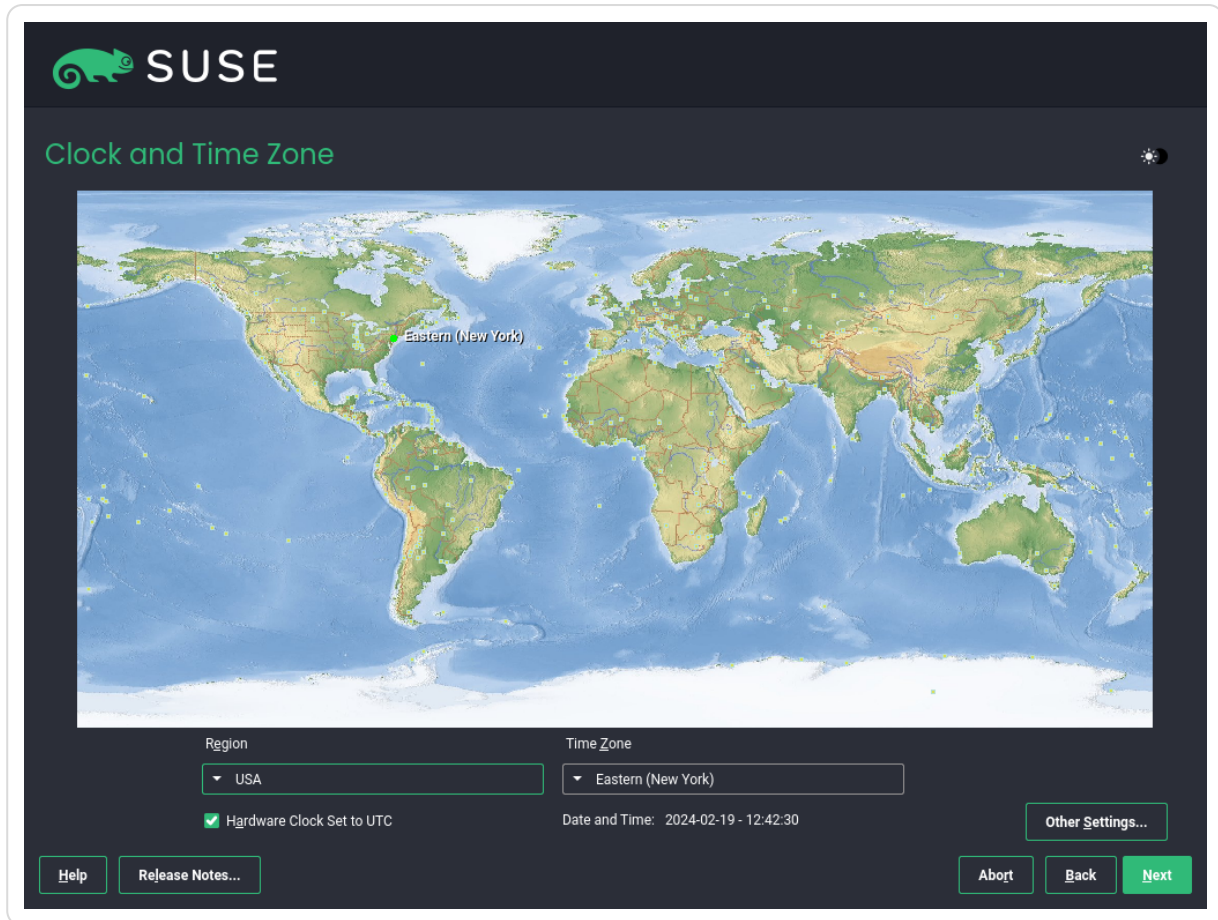 SUSE
Clock and Time Zone
Eastern (New York)
Region
Time Zone
USA
Eastern (New York)
Hardware Clock Set to UTC
Date and Time: 2024-02-19 - 12:42:30
Other Settings...
Help
Release Notes...
Abort
Back
Next